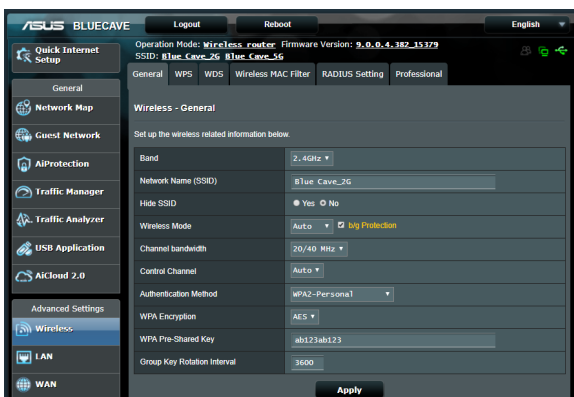 ASUS BLUECAVE Logout Reboot English
Quick Internet Setup
Operation Mode: Wireless router Firmware Version: 9.0.0.4.382_15379
SSID: Blue Cave_2G Blue Cave_5G
General WPS WDS Wireless MAC Filter RADIUS Setting Professional
General
Network Map
Guest Network
AiProtection
Traffic Manager
Traffic Analyzer
USB Application
AiCloud 2.0
Advanced Settings
Wireless
LAN
WAN
Wireless - General
Set up the wireless related information below.
Band 2.4GHz
Network Name (SSID) Blue Cave_2G
Hide SSID Yes No
Wireless Mode Auto b/g Protection
Channel bandwidth 20/40 MHz
Control Channel Auto
Authentication Method WPA2-Personal
WPA Encryption AES
WPA Pre-Shared Key ab123ab123
Group Key Rotation Interval 3600
Apply